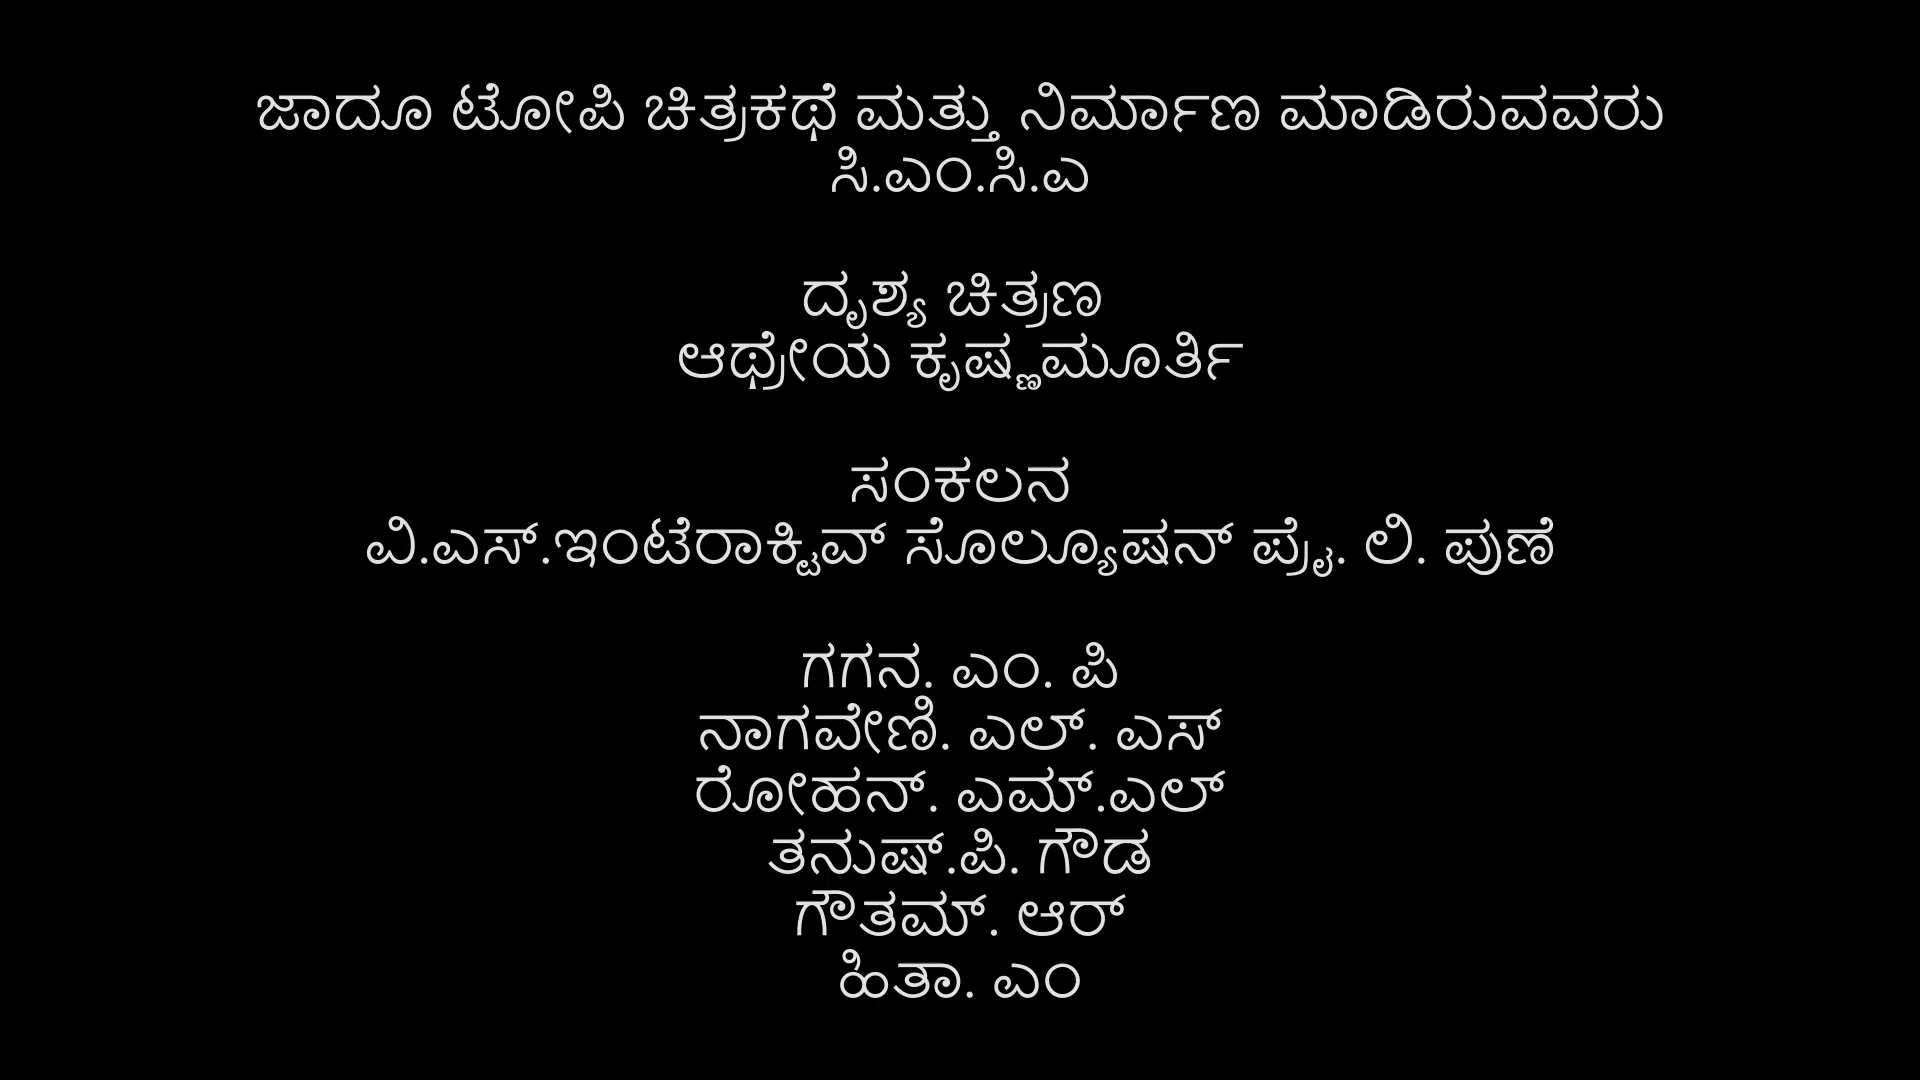 ಜಾದೂ ಟೋಪಿ ಚಿತ್ರಕಥೆ ಮತ್ತು ನಿರ್ಮಾಣ ಮಾಡಿರುವವರು
ಸಿ.ಎಂ.ಸಿ.ಎ
ದೃಶ್ಯ ಚಿತ್ರಣ
ಆಥ್ರೇಯ ಕೃಷ್ಣಮೂರ್ತಿ
ಸಂಕಲನ
ವಿ.ಎಸ್.ಇಂಟೆರಾಕ್ಟಿವ್ ಸೊಲ್ಯೂಷನ್ ಪ್ರೈ. ಲಿ. ಪುಣೆ
ಗಗನ. ಎಂ. ಪಿ
ನಾಗವೇಣಿ. ಎಲ್. ಎಸ್
ರೋಹನ್. ಎಮ್.ಎಲ್
ತನುಷ್.ಪಿ. ಗೌಡ
ಗೌತಮ್. ಆರ್
ಹಿತಾ. ಎಂ